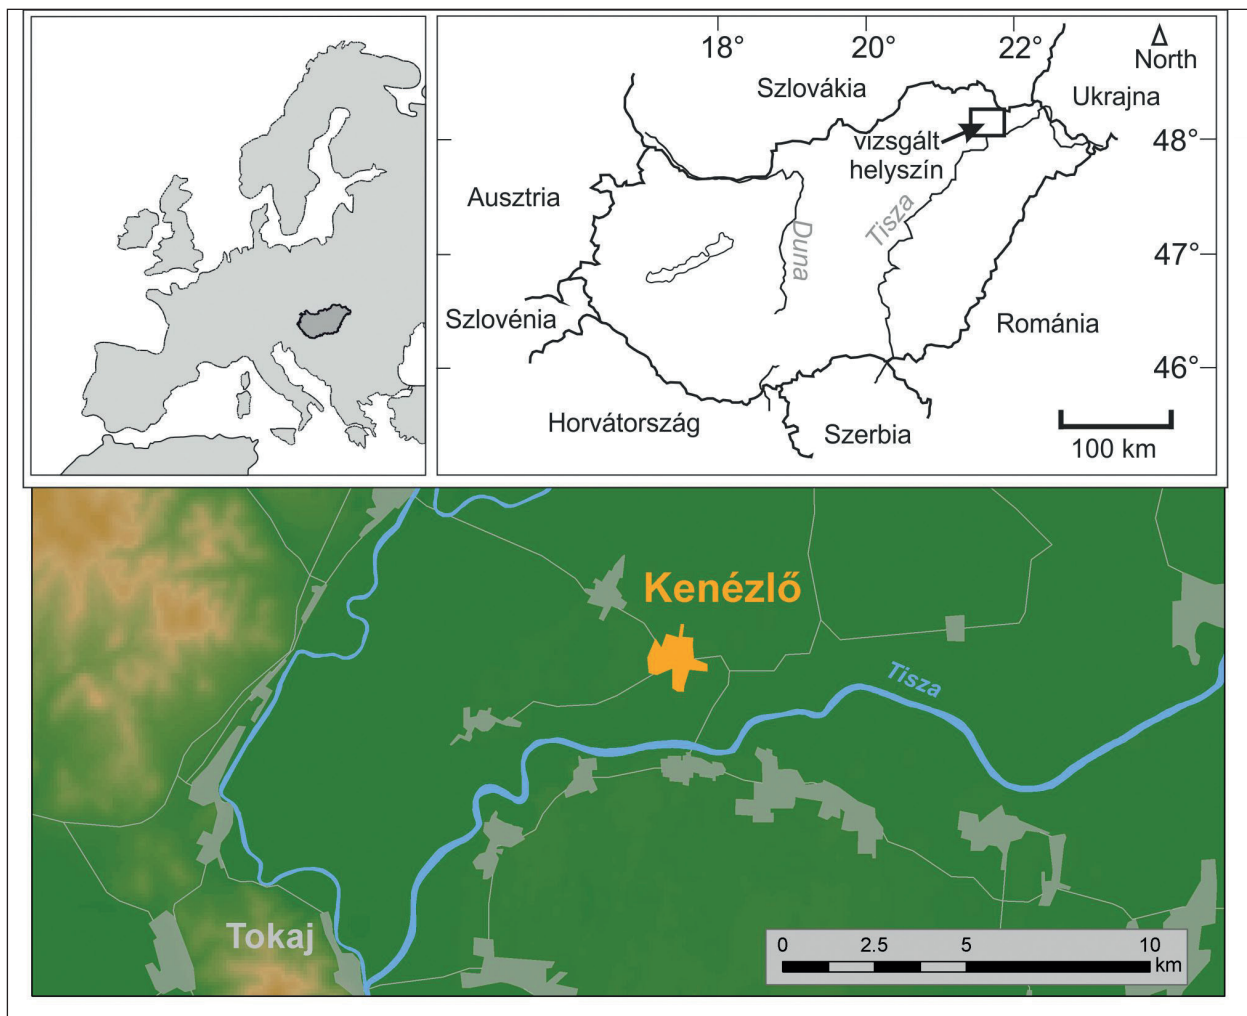 18°
20°
22°
North
Szlovákia
Ukrajna
vizsgált
helyszín
48°
Ausztria
Tisza
Duna
47°
Szlovénia
Románia
46°
Horvátország
Szerbia
100 km
Kenézlő
Tisza
Tokaj
0
2.5
5
10
km